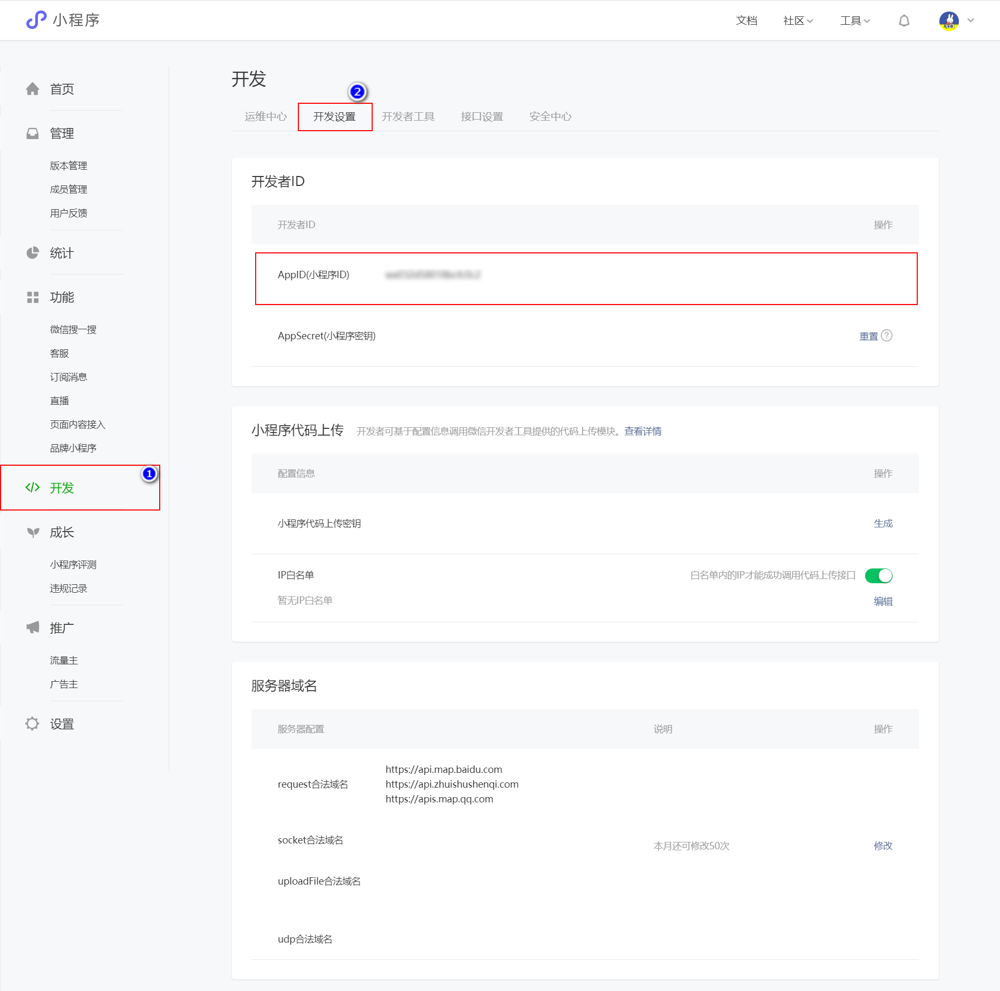 小程序
文档
社区
工具
首页
管理
版本管理
成员管理
用户反馈
统计
功能
微信搜一搜
客服
订阅消息
直播
页面内容接入
品牌小程序
1
开发
成长
小程序评测
违规记录
推广
流量主
广告主
设置
开发
2
运维中心 开发设置 开发者工具 接口设置 安全中心
开发者ID
开发者ID 操作
AppID(小程序ID)
AppSecret(小程序密钥) 重置 ?
小程序代码上传 开发者可基于配置信息调用微信开发者工具提供的代码上传模块。查看详情
配置信息 操作
小程序代码上传密钥 生成
IP白名单 白名单内的IP才能成功调用代码上传接口
暂无IP白名单 编辑
服务器域名
服务器配置 说明 操作
https://api.map.baidu.com
request合法域名 https://api.zhuishushenqi.com
https://apis.map.qq.com
socket合法域名
本月还可修改50次 修改
uploadFile合法域名
udp合法域名